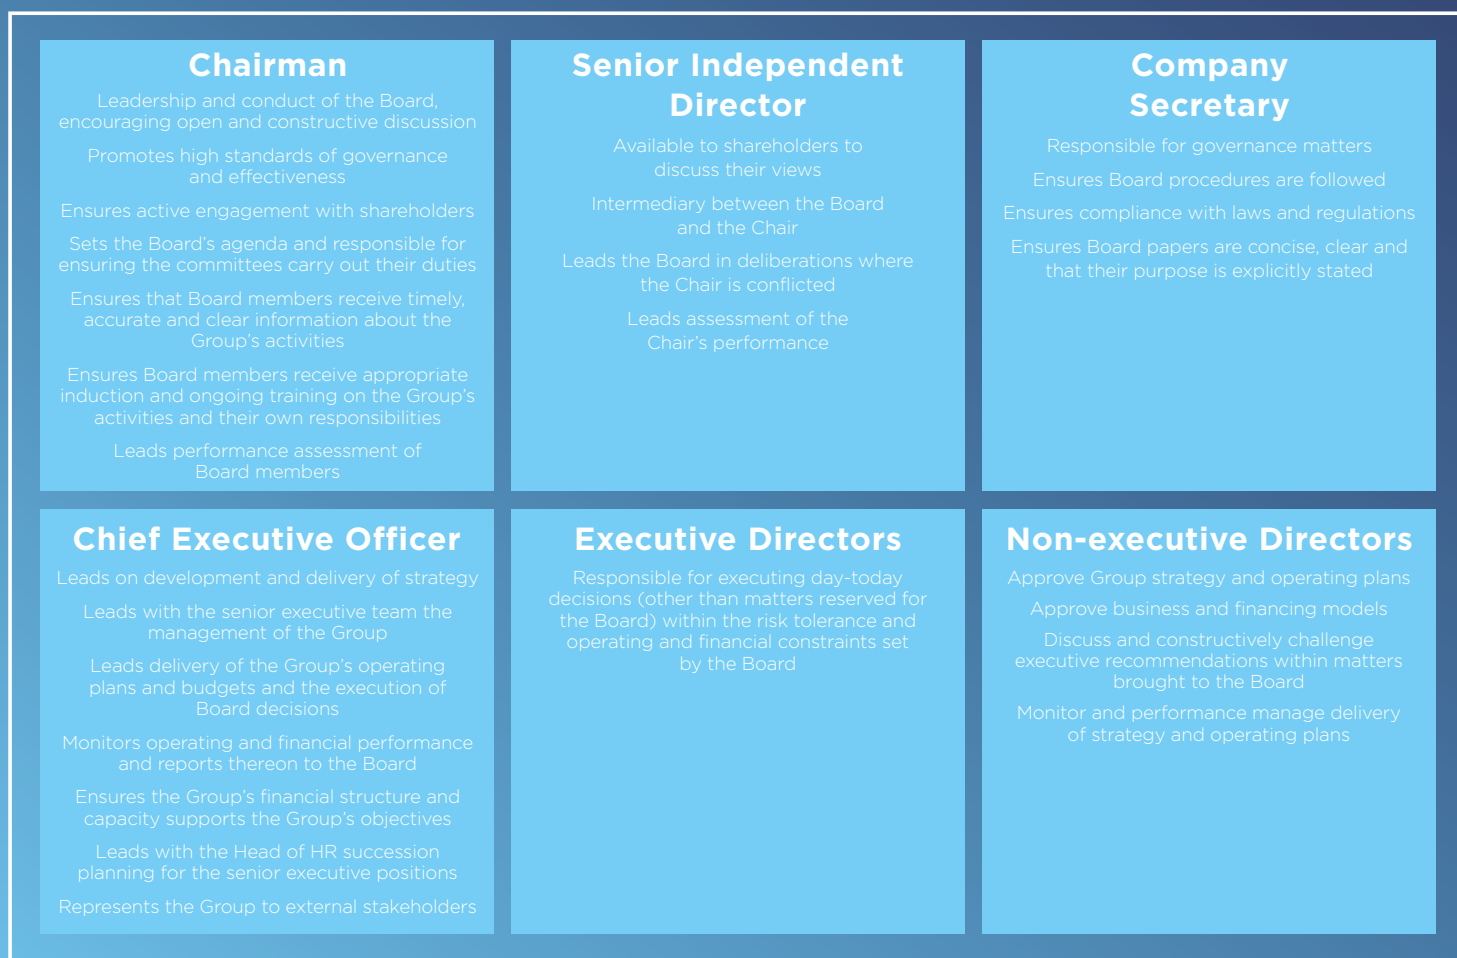 Chairman
Leadership and conduct of the Board,
encouraging open and constructive discussion
Promotes high standards of governance
and effectiveness
Ensures active engagement with shareholders
Sets the Board's agenda and responsible for
ensuring the committees carry out their duties
Ensures that Board members receive timely,
accurate and clear information about the
Group's activities
Ensures Board members receive appropriate
induction and ongoing training on the Group's
activities and their own responsibilities
Leads performance assessment of
Board members
Senior Independent
Director
Available to shareholders to
discuss their views
Intermediary between the Board
and the Chair
Leads the Board in deliberations where
the Chair is conflicted
Leads assessment of the
Chair's performance
Company
Secretary
Responsible for governance matters
Ensures Board procedures are followed
Ensures compliance with laws and regulations
Ensures Board papers are concise, clear and
that their purpose is explicitly stated
Chief Executive Officer
Leads on development and delivery of strategy
Leads with the senior executive team the
management of the Group
Leads delivery of the Group's operating
plans and budgets and the execution of
Board decisions
Monitors operating and financial performance
and reports thereon to the Board
Ensures the Group's financial structure and
capacity supports the Group's objectives
Leads with the Head of HR succession
planning for the senior executive positions
Represents the Group to external stakeholders
Executive Directors
Responsible for executing day-today
decisions (other than matters reserved for
the Board) within the risk tolerance and
operating and financial constraints set
by the Board
Non-executive Directors
Approve Group strategy and operating plans
Approve business and financing models
Discuss and constructively challenge
executive recommendations within matters
brought to the Board
Monitor and performance manage delivery
of strategy and operating plans